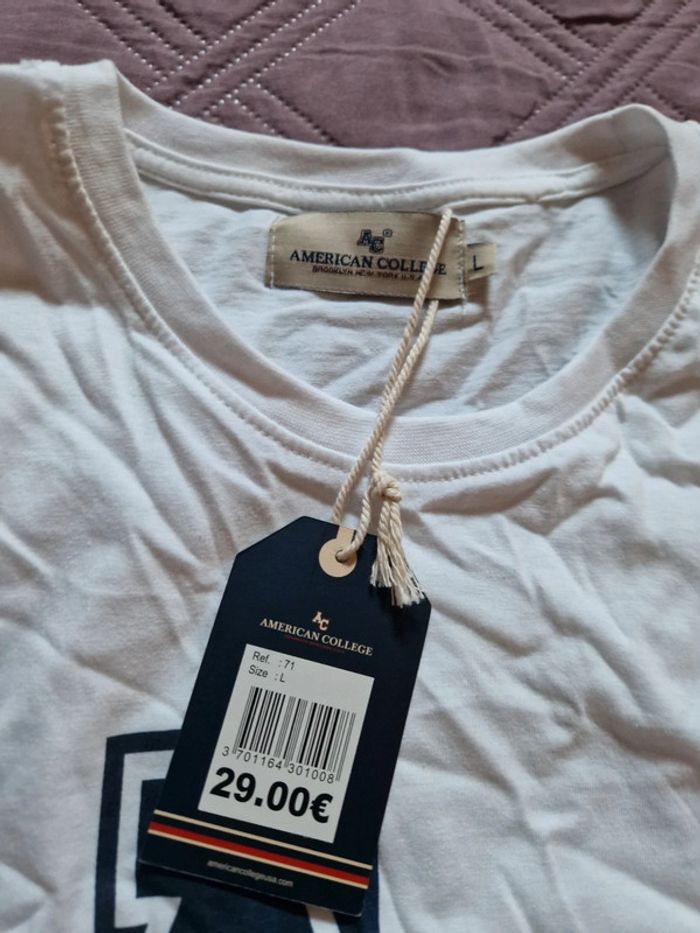 AC®
AMERICAN COLLEGE
BROOKLYN NEW YORK U.S.A
L
AC
AMERICAN COLLEGE
Ref. : 71
Size : L
3 701164 301008
29.00€
americancollegeusa.com